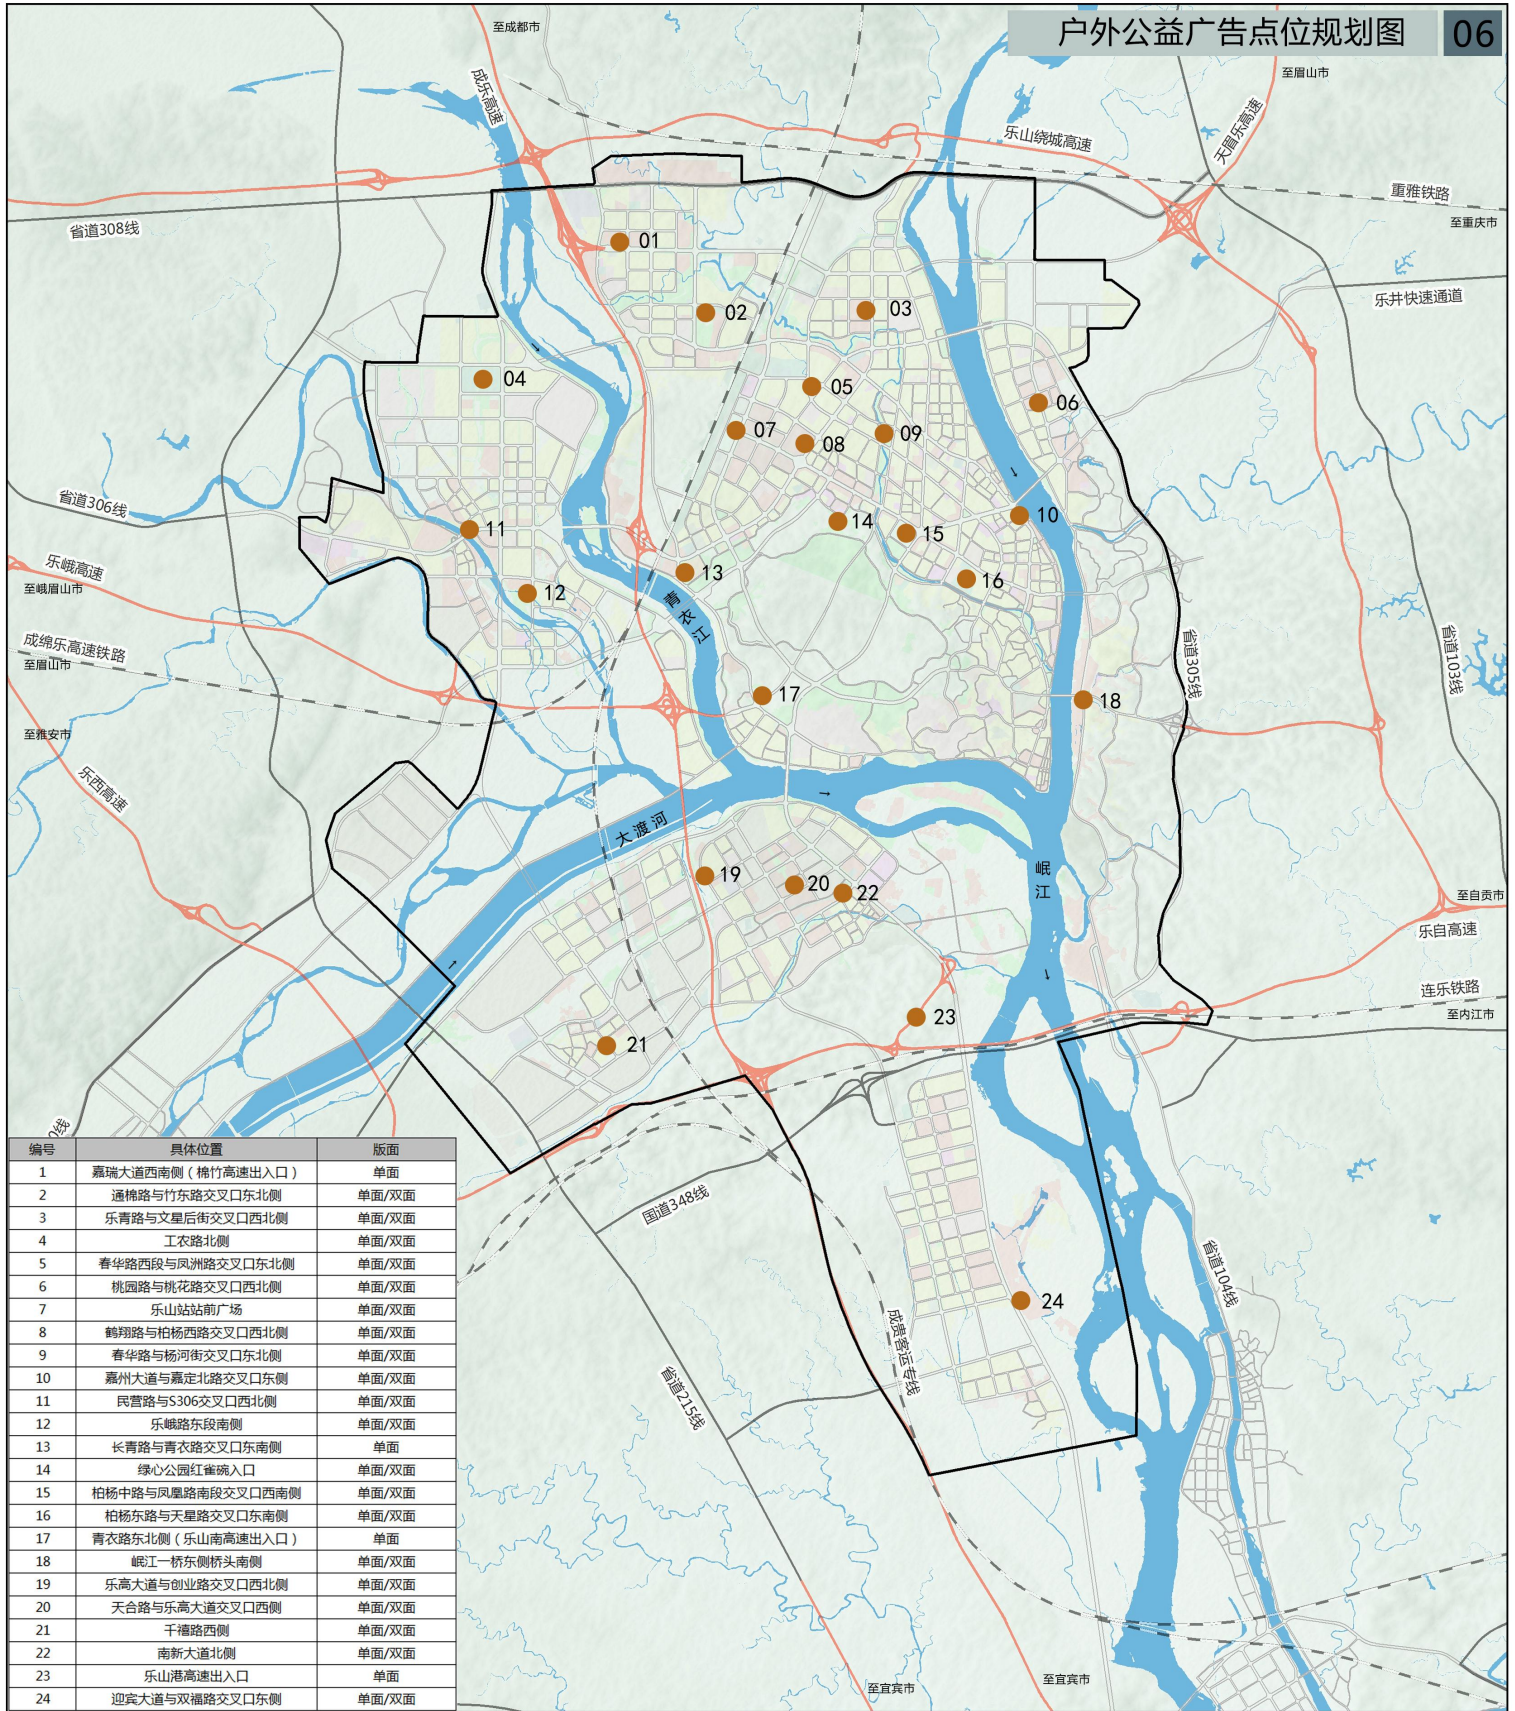 户外公益广告点位规划图 06
至成都市
至眉山市
成乐高速
天眉乐高速
乐山绕城高速
重雅铁路
至重庆市
省道308线
01
乐井快速通道
02
03
04
05
06
07
08
09
省道306线
10
11
14
15
乐峨高速
13
16
至峨眉山市
12
青衣江
成绵乐高速铁路
至眉山市
省道305线
省道103线
17
18
至雅安市
乐西高速
大渡河
岷江
19
20
22
至自贡市
乐自高速
连乐铁路
至内江市
23
21
0线
国道348线
省道104线
24
成贵客运专线
省道215线
至宜宾市
至宜宾市
编号 具体位置 版面
1 嘉瑞大道西南侧（棉竹高速出入口） 单面
2 通棉路与竹东路交叉口东北侧 单面/双面
3 乐青路与文星后街交叉口西北侧 单面/双面
4 工农路北侧 单面/双面
5 春华路西段与凤洲路交叉口东北侧 单面/双面
6 桃园路与桃花路交叉口西北侧 单面/双面
7 乐山站站前广场 单面/双面
8 鹤翔路与柏杨西路交叉口西北侧 单面/双面
9 春华路与杨河街交叉口东北侧 单面/双面
10 嘉州大道与嘉定北路交叉口东侧 单面/双面
11 民营路与S306交叉口西北侧 单面/双面
12 乐峨路东段南侧 单面/双面
13 长青路与青衣路交叉口东南侧 单面
14 绿心公园红雀碗入口 单面/双面
15 柏杨中路与凤凰路南段交叉口西南侧 单面/双面
16 柏杨东路与天星路交叉口东南侧 单面/双面
17 青衣路东北侧（乐山南高速出入口） 单面
18 岷江一桥东侧桥头南侧 单面/双面
19 乐高大道与创业路交叉口西北侧 单面/双面
20 天合路与乐高大道交叉口西侧 单面/双面
21 千禧路西侧 单面/双面
22 南新大道北侧 单面/双面
23 乐山港高速出入口 单面
24 迎宾大道与双福路交叉口东侧 单面/双面